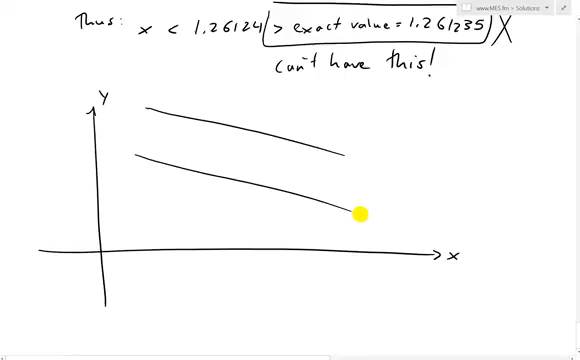 www.MES.fm > Solutions
Thus: x < 1.26124 (> exact value = 1.261235) X
can't have this!
Y
x